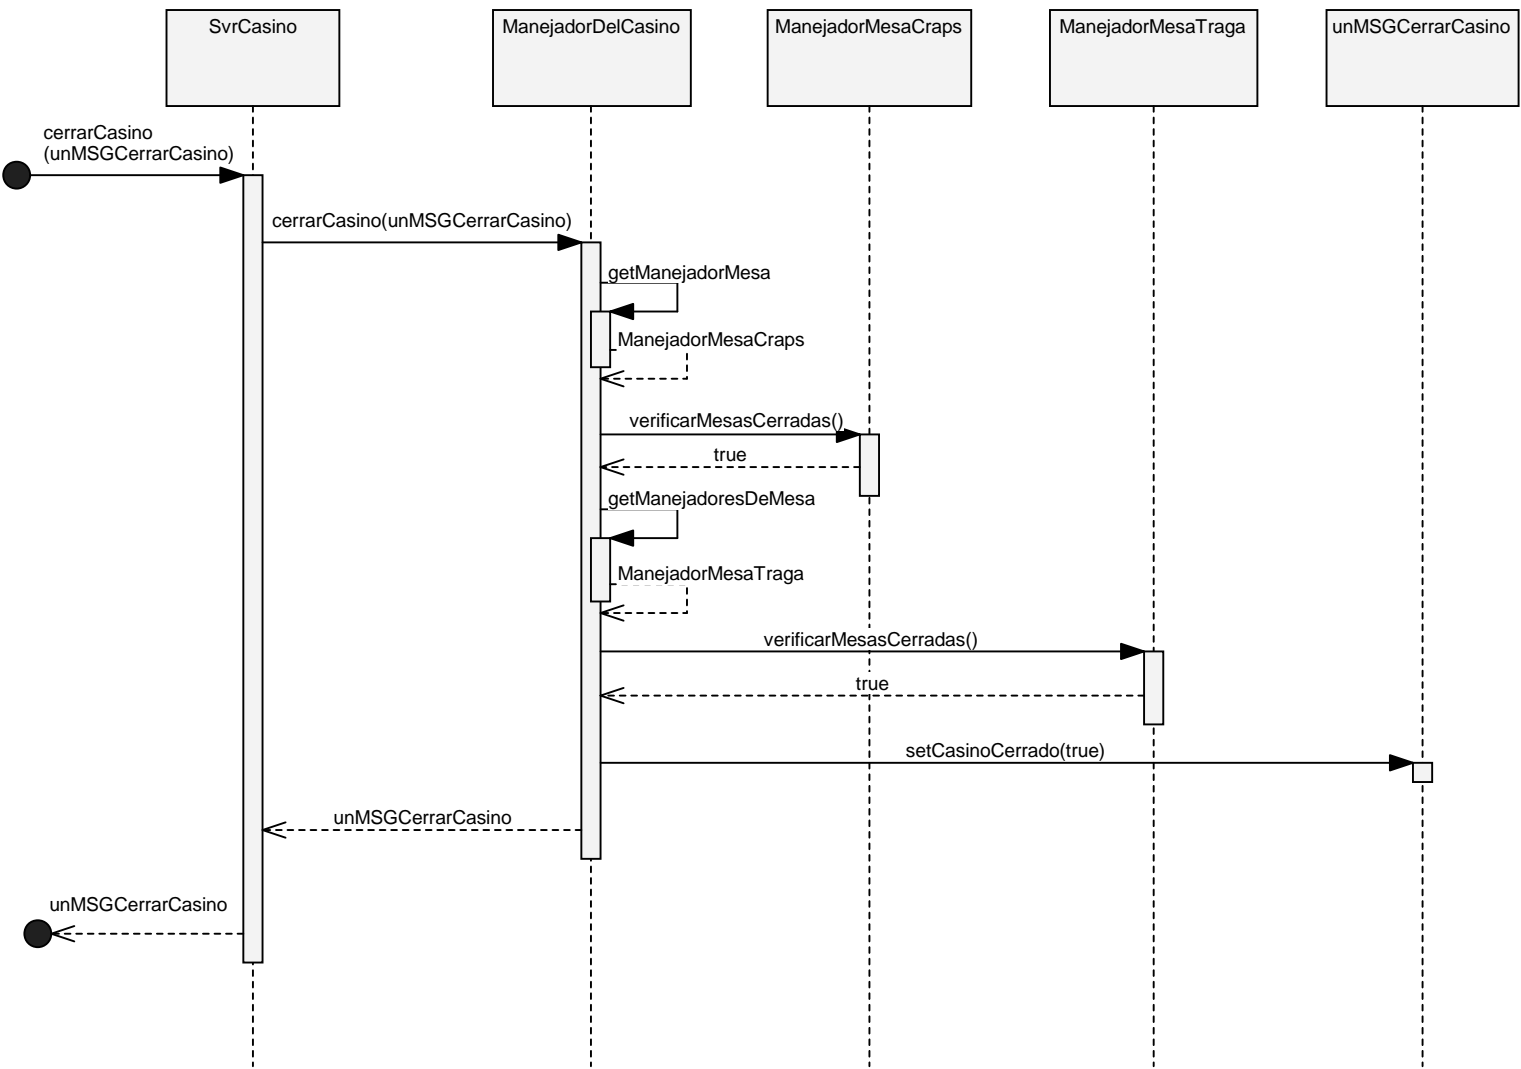 SvrCasino
ManejadorDelCasino
ManejadorMesaCraps
ManejadorMesaTraga
unMSGCerrarCasino
cerrarCasino
(unMSGCerrarCasino)
cerrarCasino(unMSGCerrarCasino)
getManejadorMesa
ManejadorMesaCraps
verificarMesasCerradas()
true
getManejadoresDeMesa
ManejadorMesaTraga
verificarMesasCerradas()
true
setCasinoCerrado(true)
unMSGCerrarCasino
unMSGCerrarCasino